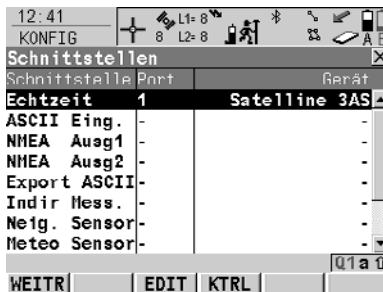 12:41
KONFIG
8
L1= 8
L2= 8
A B
Schnittstellen X
Schnittstelle Port Gerät
Echtzeit 1 Satelline 3AS
ASCII Eing. - -
NMEA Ausg1 - -
NMEA Ausg2 - -
Export ASCII - -
Indir Mess. - -
Neig. Sensor - -
Meteo Sensor - -
Q1 a
WEITR EDIT KTRL